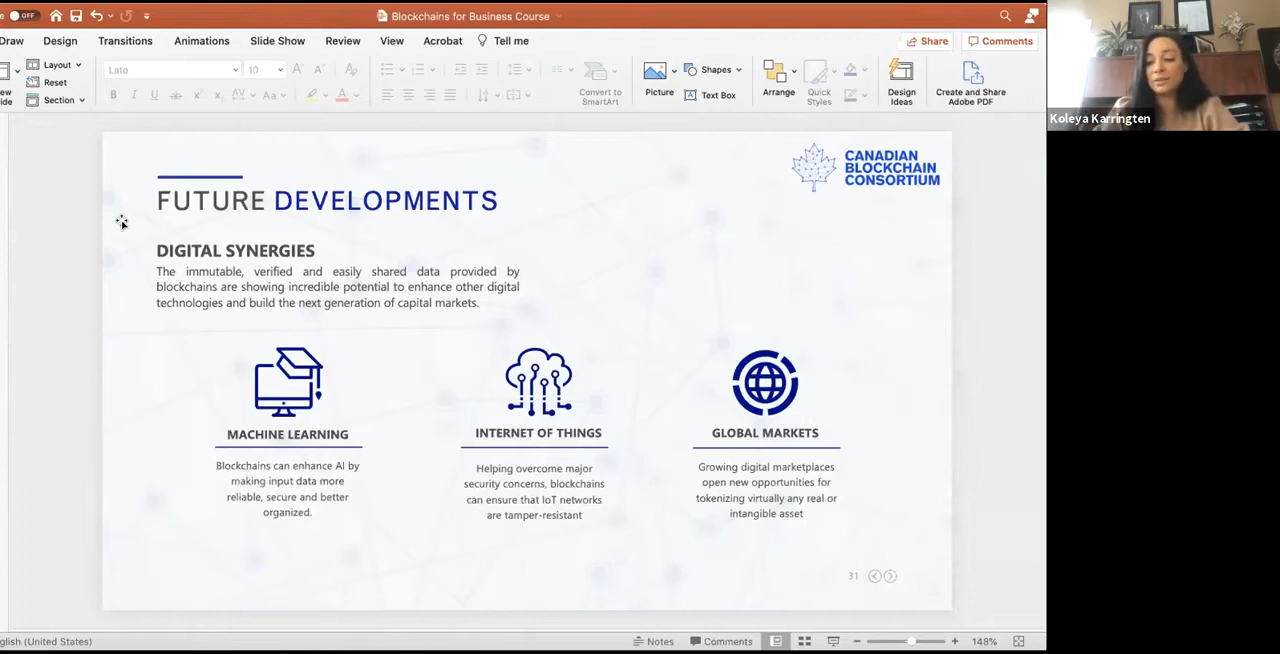 OFF
Blockchains for Business Course
Draw Design Transitions Animations Slide Show Review View Acrobat Tell me
Share Comments
Layout
Reset
Section
Lato 10
B I U
Aa
A
Convert to
SmartArt
Picture
Shapes
Text Box
Arrange
Quick
Styles
Design
Ideas
Create and Share
Adobe PDF
Koleya Karringten
CANADIAN
BLOCKCHAIN
CONSORTIUM
FUTURE DEVELOPMENTS
DIGITAL SYNERGIES
The immutable, verified and easily shared data provided by
blockchains are showing incredible potential to enhance other digital
technologies and build the next generation of capital markets.
MACHINE LEARNING
Blockchains can enhance AI by
making input data more
reliable, secure and better
organized.
INTERNET OF THINGS
Helping overcome major
security concerns, blockchains
can ensure that IoT networks
are tamper-resistant
GLOBAL MARKETS
Growing digital marketplaces
open new opportunities for
tokenizing virtually any real or
intangible asset
31
glish (United States)
Notes Comments 148%